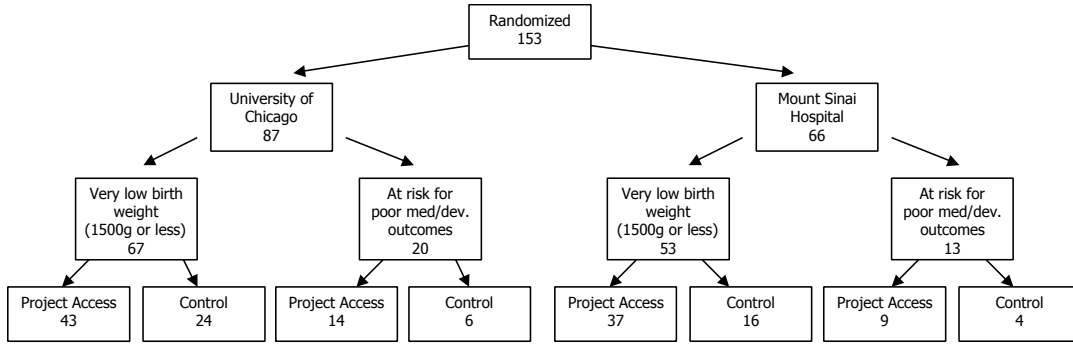 Randomized
153
University of
Chicago
87
Mount Sinai
Hospital
66
Very low birth
weight
(1500g or less)
67
At risk for
poor med/dev.
outcomes
20
Very low birth
weight
(1500g or less)
53
At risk for
poor med/dev.
outcomes
13
Project Access
43
Control
24
Project Access
14
Control
6
Project Access
37
Control
16
Project Access
9
Control
4